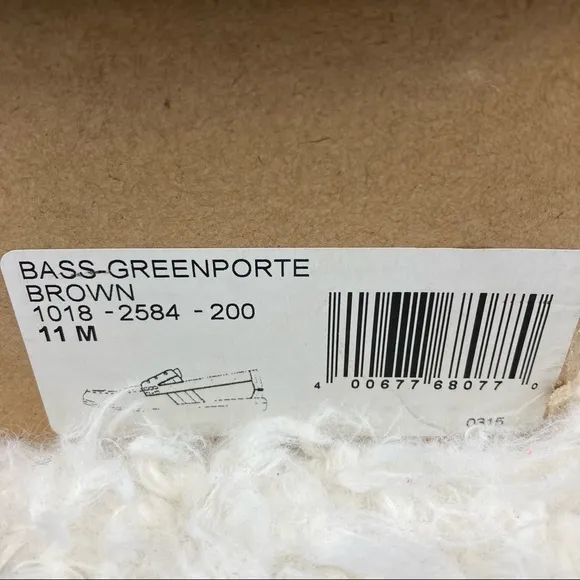 BASS-GREENPORTE
BROWN
1018 - 2584 - 200
11 M
4 00677 68077 0
0315